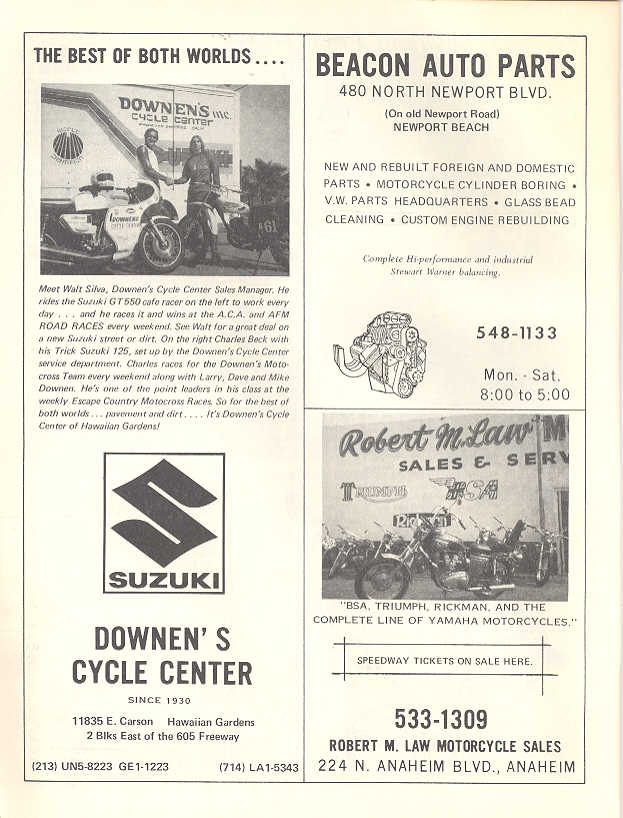 THE BEST OF BOTH WORLDS ....
DOWNEN'S inc.
CYCLE CENTER
DOWNENS
61
Meet Walt Silva, Downen's Cycle Center Sales Manager. He
rides the Suzuki GT550 cafe racer on the left to work every
day . . . and he races it and wins at the A.C.A. and AFM
ROAD RACES every weekend. See Walt for a great deal on
a new Suzuki street or dirt. On the right Charles Beck with
his Trick Suzuki 125, set up by the Downen's Cycle Center
service department. Charles races for the Downen's Moto-
cross Team every weekend along with Larry, Dave and Mike
Downen. He's one of the point leaders in his class at the
weekly Escape Country Motocross Races. So for the best of
both worlds . . . pavement and dirt . . . . It's Downen's Cycle
Center of Hawaiian Gardens!
SUZUKI
DOWNEN' S
CYCLE CENTER
SINCE 1930
11835 E. Carson Hawaiian Gardens
2 Blks East of the 605 Freeway
(213) UN5-8223 GE1-1223 (714) LA1-5343
BEACON AUTO PARTS
480 NORTH NEWPORT BLVD.
(On old Newport Road)
NEWPORT BEACH
NEW AND REBUILT FOREIGN AND DOMESTIC
PARTS • MOTORCYCLE CYLINDER BORING •
V.W. PARTS HEADQUARTERS • GLASS BEAD
CLEANING • CUSTOM ENGINE REBUILDING
Complete Hi-performance and industrial
Stewart Warner balancing.
548-1133
Mon. - Sat.
8:00 to 5:00
Robert M. Law M
SALES & SERV
TRIUMPH BSA
Rickman
"BSA, TRIUMPH, RICKMAN, AND THE
COMPLETE LINE OF YAMAHA MOTORCYCLES."
SPEEDWAY TICKETS ON SALE HERE.
533-1309
ROBERT M. LAW MOTORCYCLE SALES
224 N. ANAHEIM BLVD., ANAHEIM